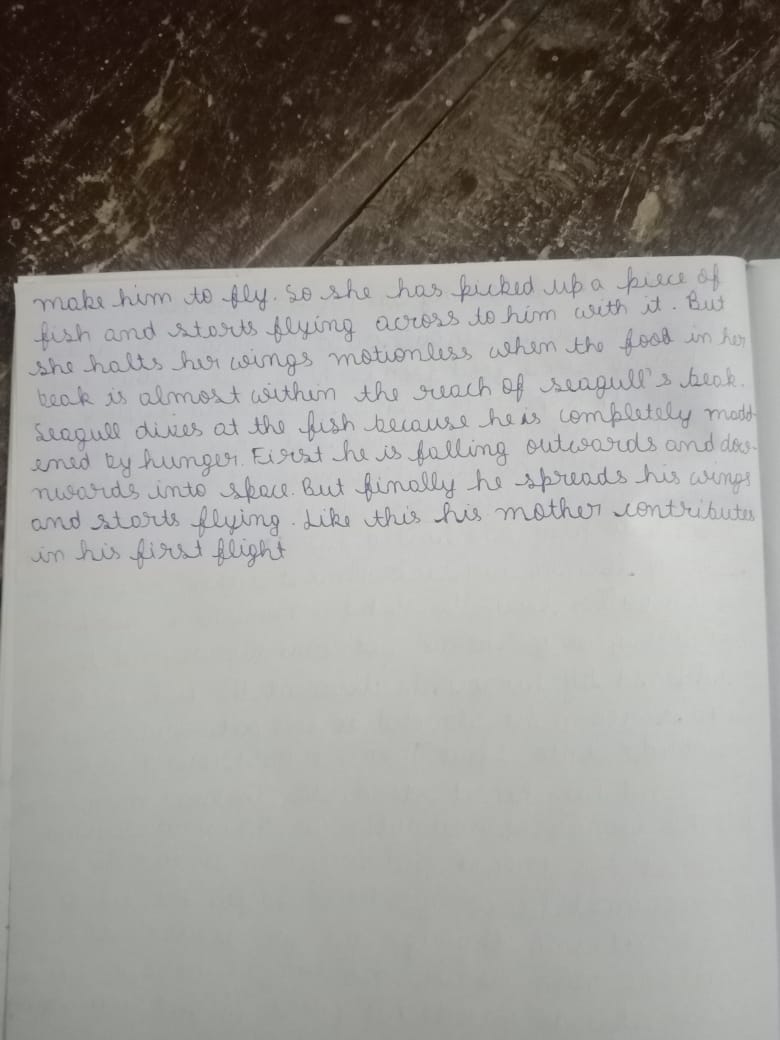 make him to fly. So she has picked up a piece of
fish and starts flying across to him with it. But
she halts her wings motionless when the food in her
beak is almost within the reach of seagull's beak.
Seagull dives at the fish because he is completely madd-
ened by hunger. First he is falling outwards and dow-
nwards into space. But finally he spreads his wings
and starts flying. Like this his mother contributes
in his first flight